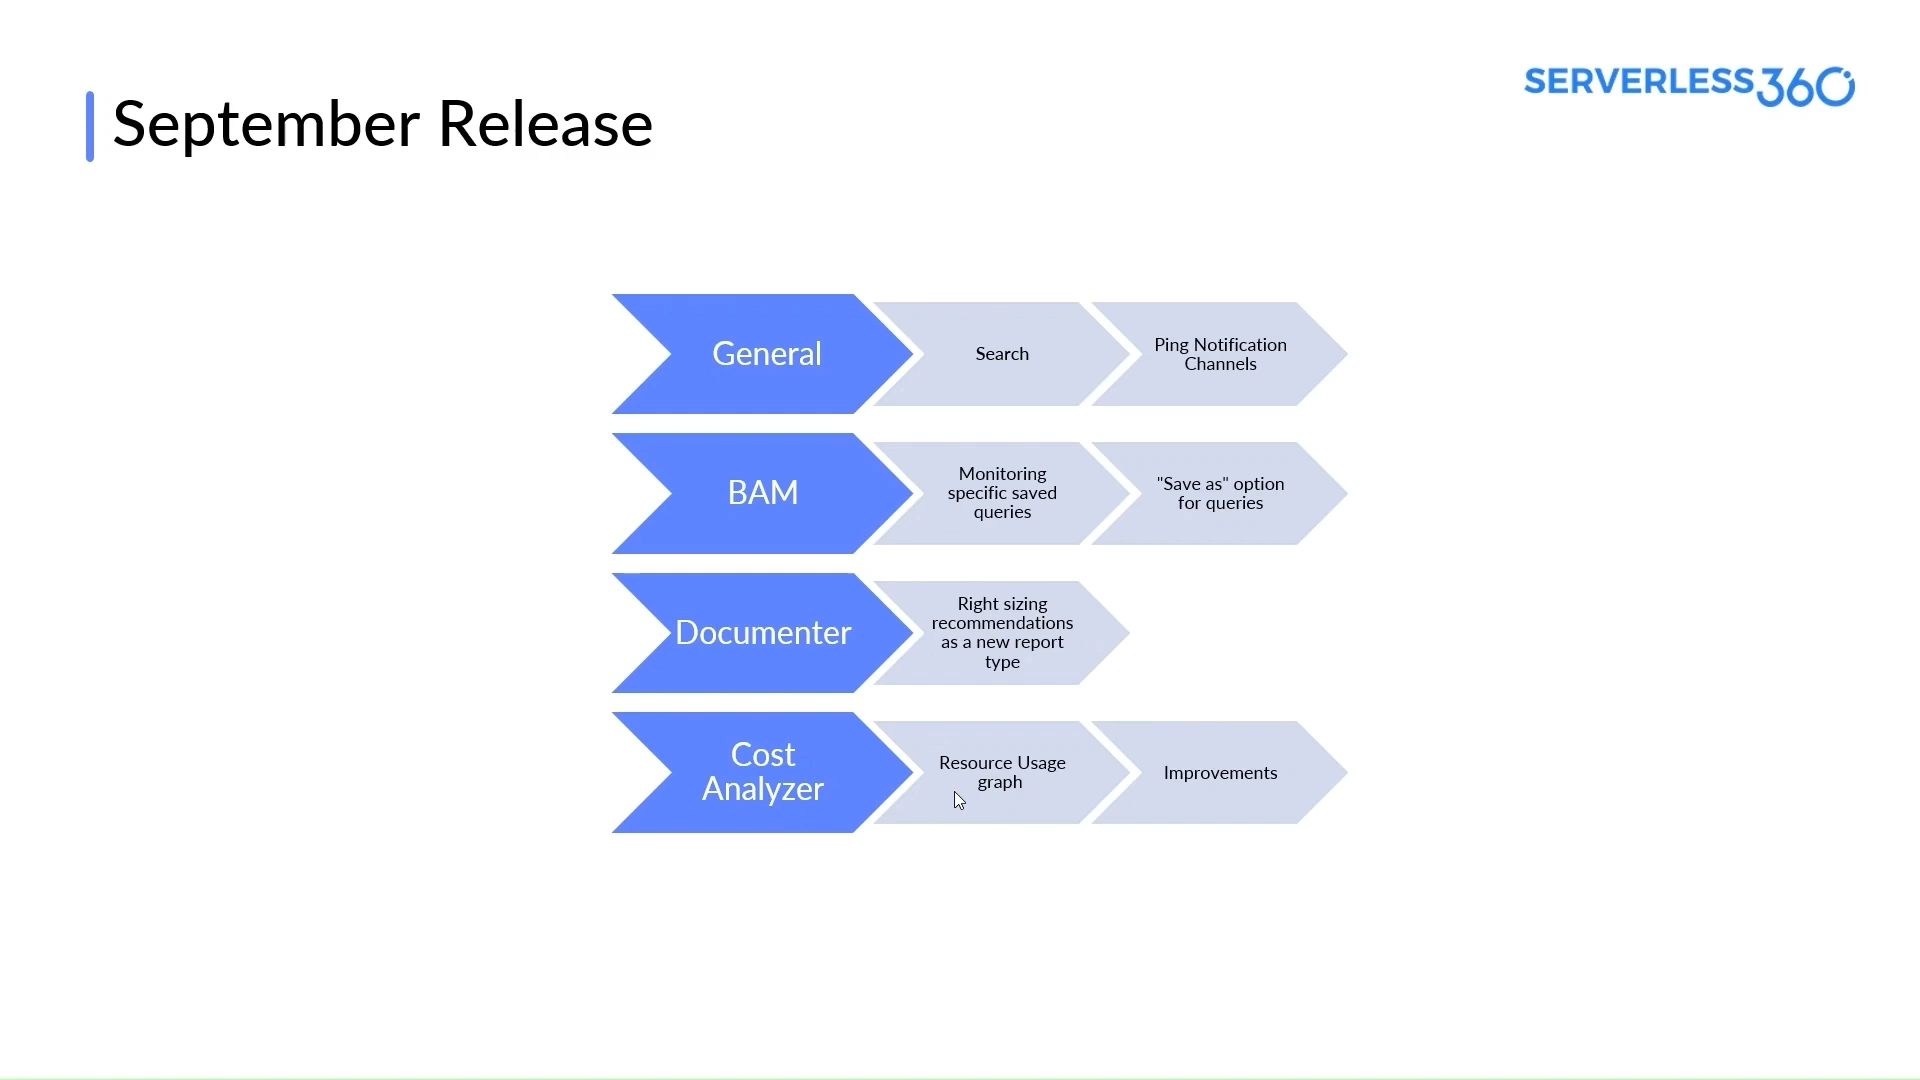 SERVERLESS360
September Release
General
Search
Ping Notification
Channels
BAM
Monitoring
specific saved
queries
"Save as" option
for queries
Documenter
Right sizing
recommendations
as a new report
type
Cost
Analyzer
Resource Usage
graph
Improvements